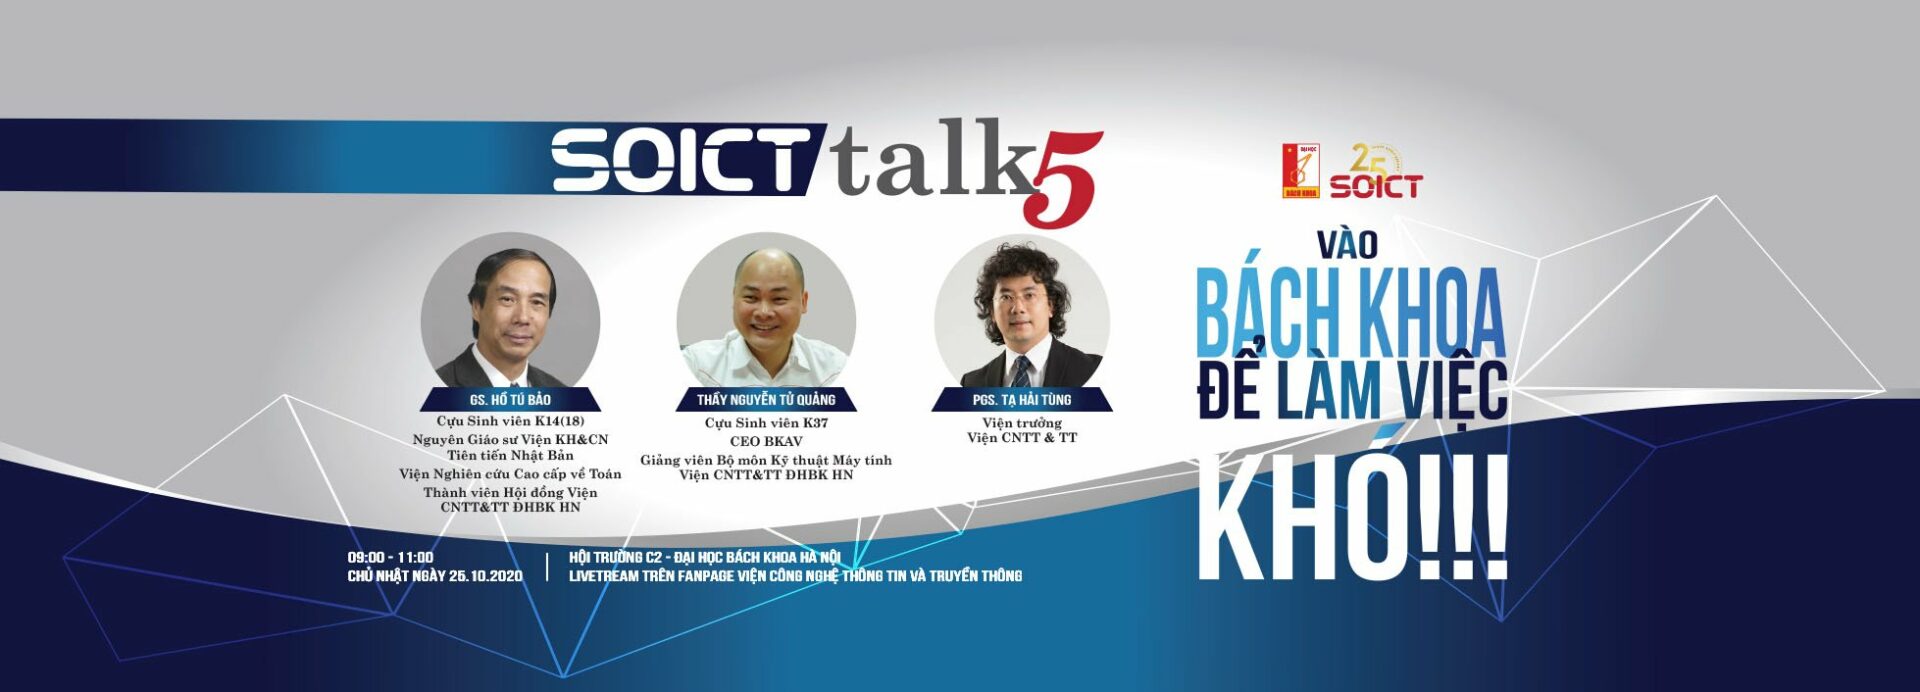 SOICT talk5
ĐẠI HỌC
BÁCH KHOA
25
SOICT
GS. HỒ TÚ BẢO
Cựu Sinh viên K14(18)
Nguyên Giáo sư Viện KH&CN
Tiên tiến Nhật Bản
Viện Nghiên cứu Cao cấp về Toán
Thành viên Hội đồng Viện
CNTT&TT ĐHBK HN
THẦY NGUYỄN TỬ QUẢNG
Cựu Sinh viên K37
CEO BKAV
Giảng viên Bộ môn Kỹ thuật Máy tính
Viện CNTT&TT ĐHBK HN
PGS. TẠ HẢI TÙNG
Viện trưởng
Viện CNTT & TT
VÀO
BÁCH KHOA
ĐỂ LÀM VIỆC
KHÓ!!!
09:00 - 11:00
CHỦ NHẬT NGÀY 25.10.2020
HỘI TRƯỜNG C2 - ĐẠI HỌC BÁCH KHOA HÀ NỘI
LIVETREAM TRÊN FANPAGE VIỆN CÔNG NGHỆ THÔNG TIN VÀ TRUYỀN THÔNG